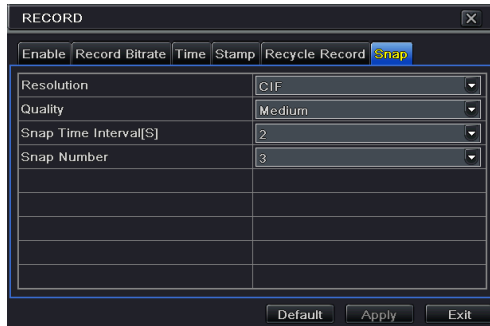 RECORD
Enable Record Bitrate Time Stamp Recycle Record Snap
Resolution CIF
Quality Medium
Snap Time Interval[S] 2
Snap Number 3
Default Apply Exit